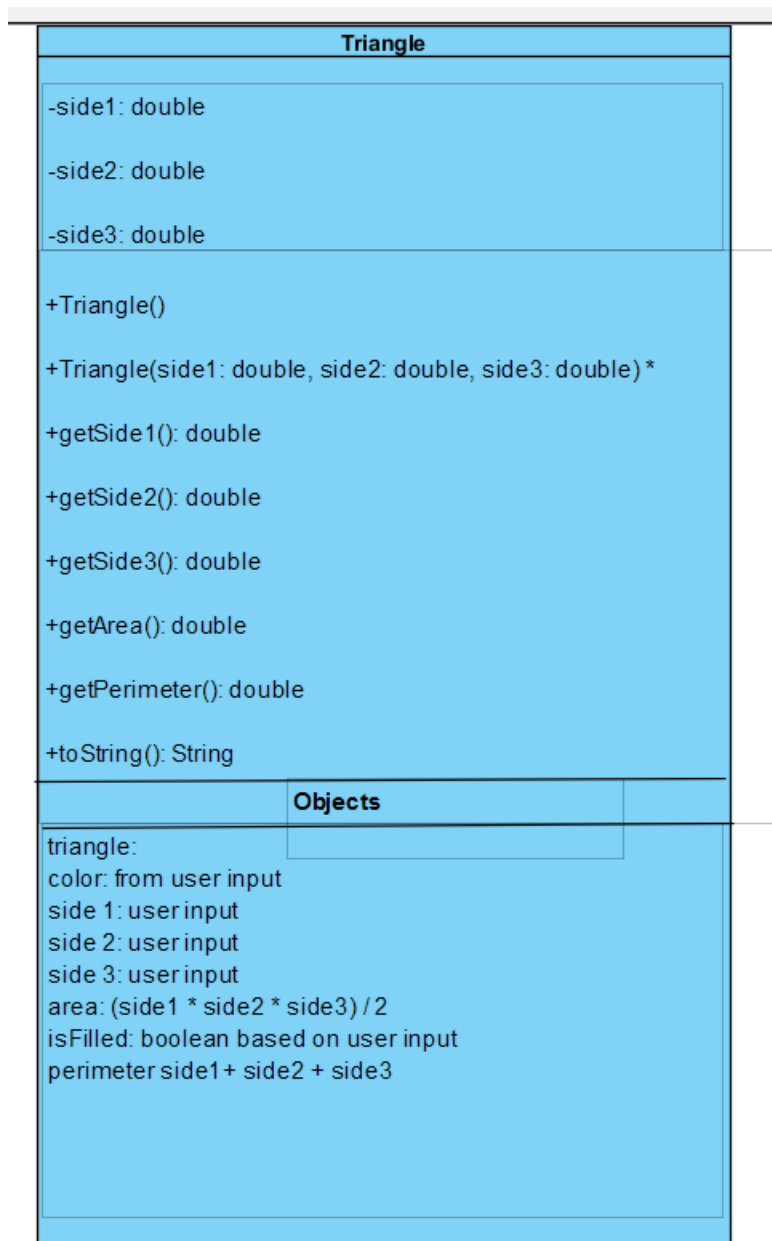 Triangle
-side1: double
-side2: double
-side3: double
+Triangle()
+Triangle(side1: double, side2: double, side3: double) *
+getSide1(): double
+getSide2(): double
+getSide3(): double
+getArea(): double
+getPerimeter(): double
+toString(): String
Objects
triangle:
color: from user input
side 1: user input
side 2: user input
side 3: user input
area: (side1 * side2 * side3) / 2
isFilled: boolean based on user input
perimeter side1+ side2 + side3